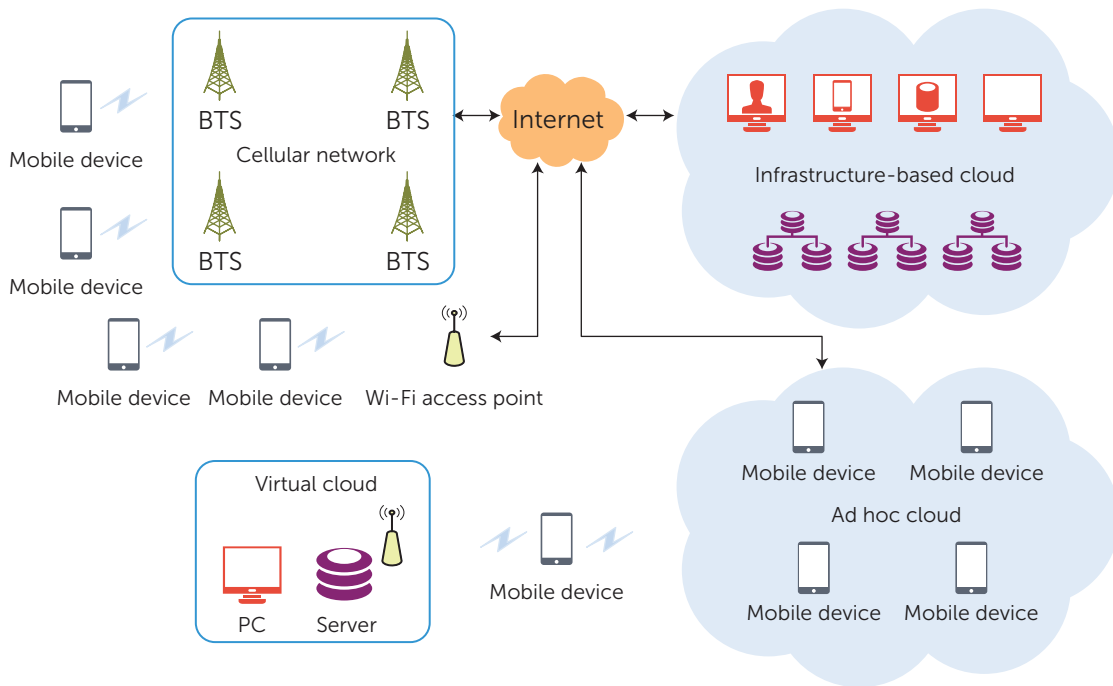 BTS
BTS
Cellular network
BTS
BTS
Mobile device
Mobile device
Internet
Infrastructure-based cloud
Mobile device
Mobile device
Wi-Fi access point
Virtual cloud
PC
Server
Mobile device
Mobile device
Mobile device
Ad hoc cloud
Mobile device
Mobile device